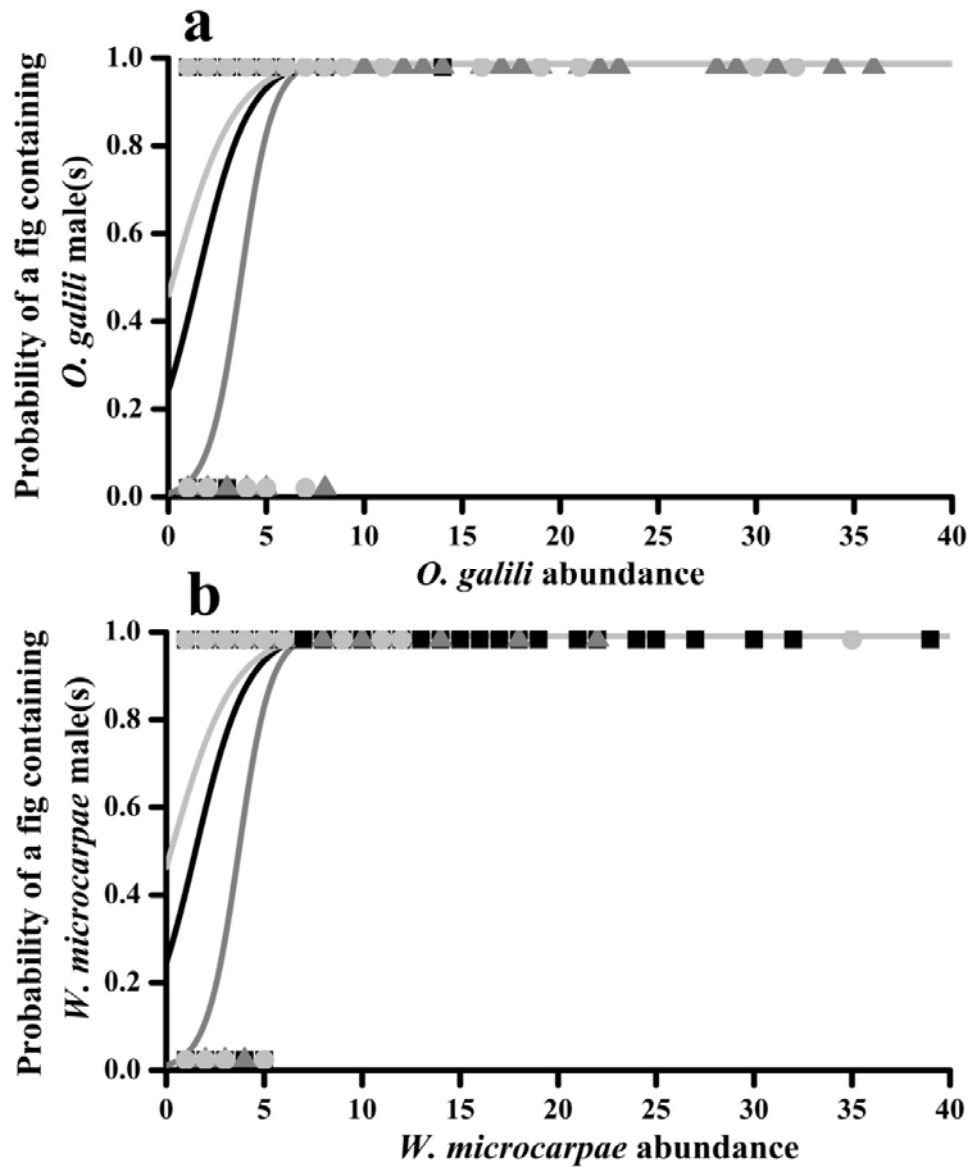 a
Probability of a fig containing
O. galili male(s)
1.0
0.8
0.6
0.4
0.2
0.0
0 5 10 15 20 25 30 35 40
O. galili abundance
b
Probability of a fig containing
W. microcarpae male(s)
1.0
0.8
0.6
0.4
0.2
0.0
0 5 10 15 20 25 30 35 40
W. microcarpae abundance